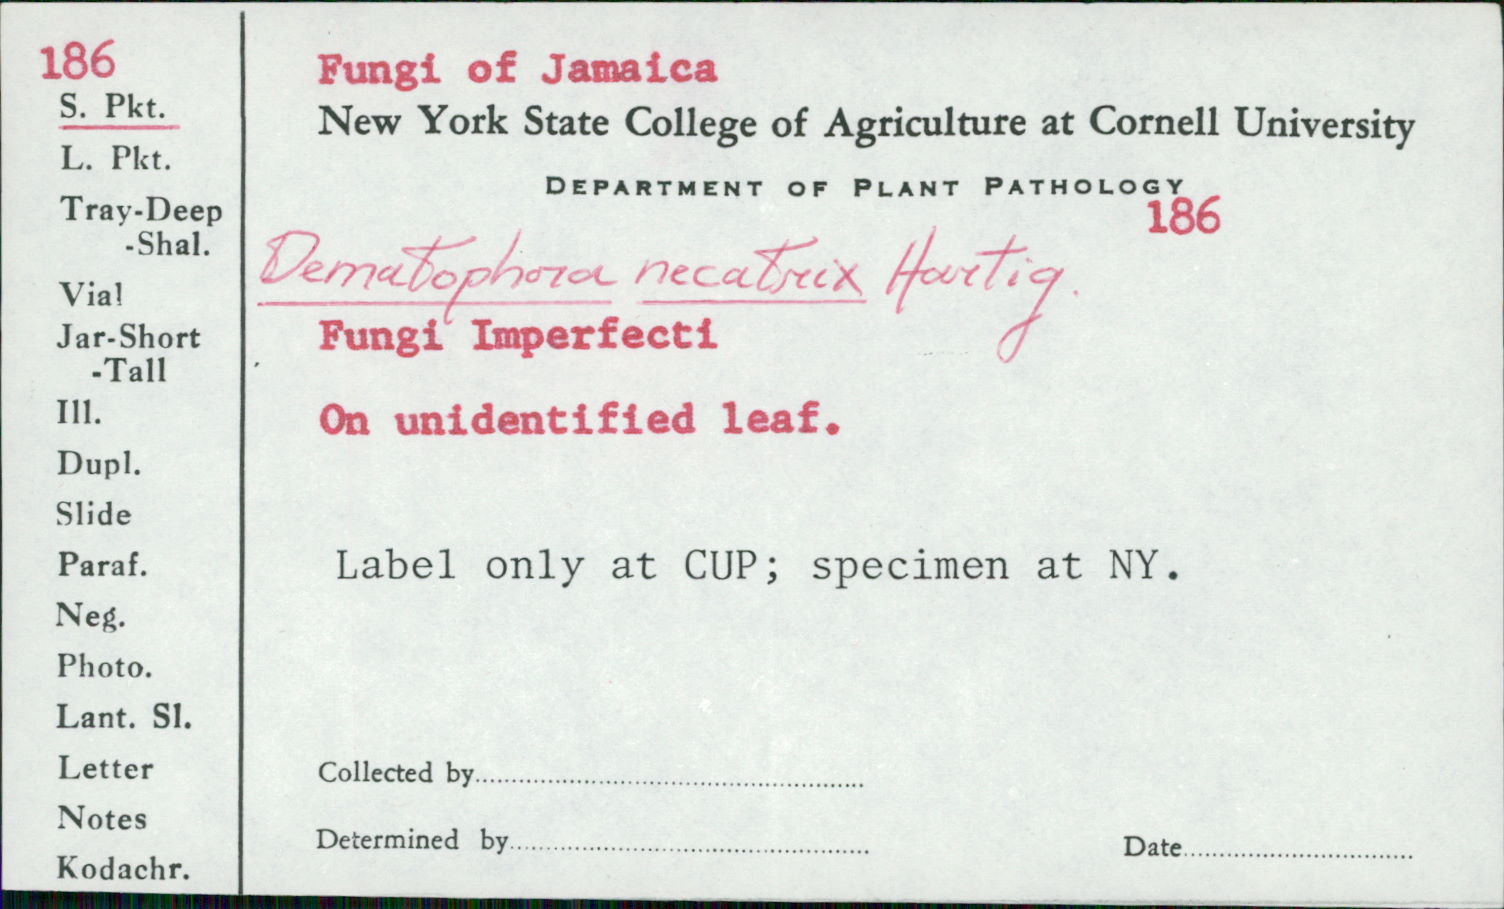 186
S. Pkt.
L. Pkt.
Tray-Deep
-Shal.
Vial
Jar-Short
-Tall
Ill.
Dupl.
Slide
Paraf.
Neg.
Photo.
Lant. Sl.
Letter
Notes
Kodachr.
Fungi of Jamaica
New York State College of Agriculture at Cornell University
DEPARTMENT OF PLANT PATHOLOGY
186
Dematophora necatrix Hartig.
Fungi Imperfecti
On unidentified leaf.
Label only at CUP; specimen at NY.
Collected by
Determined by
Date